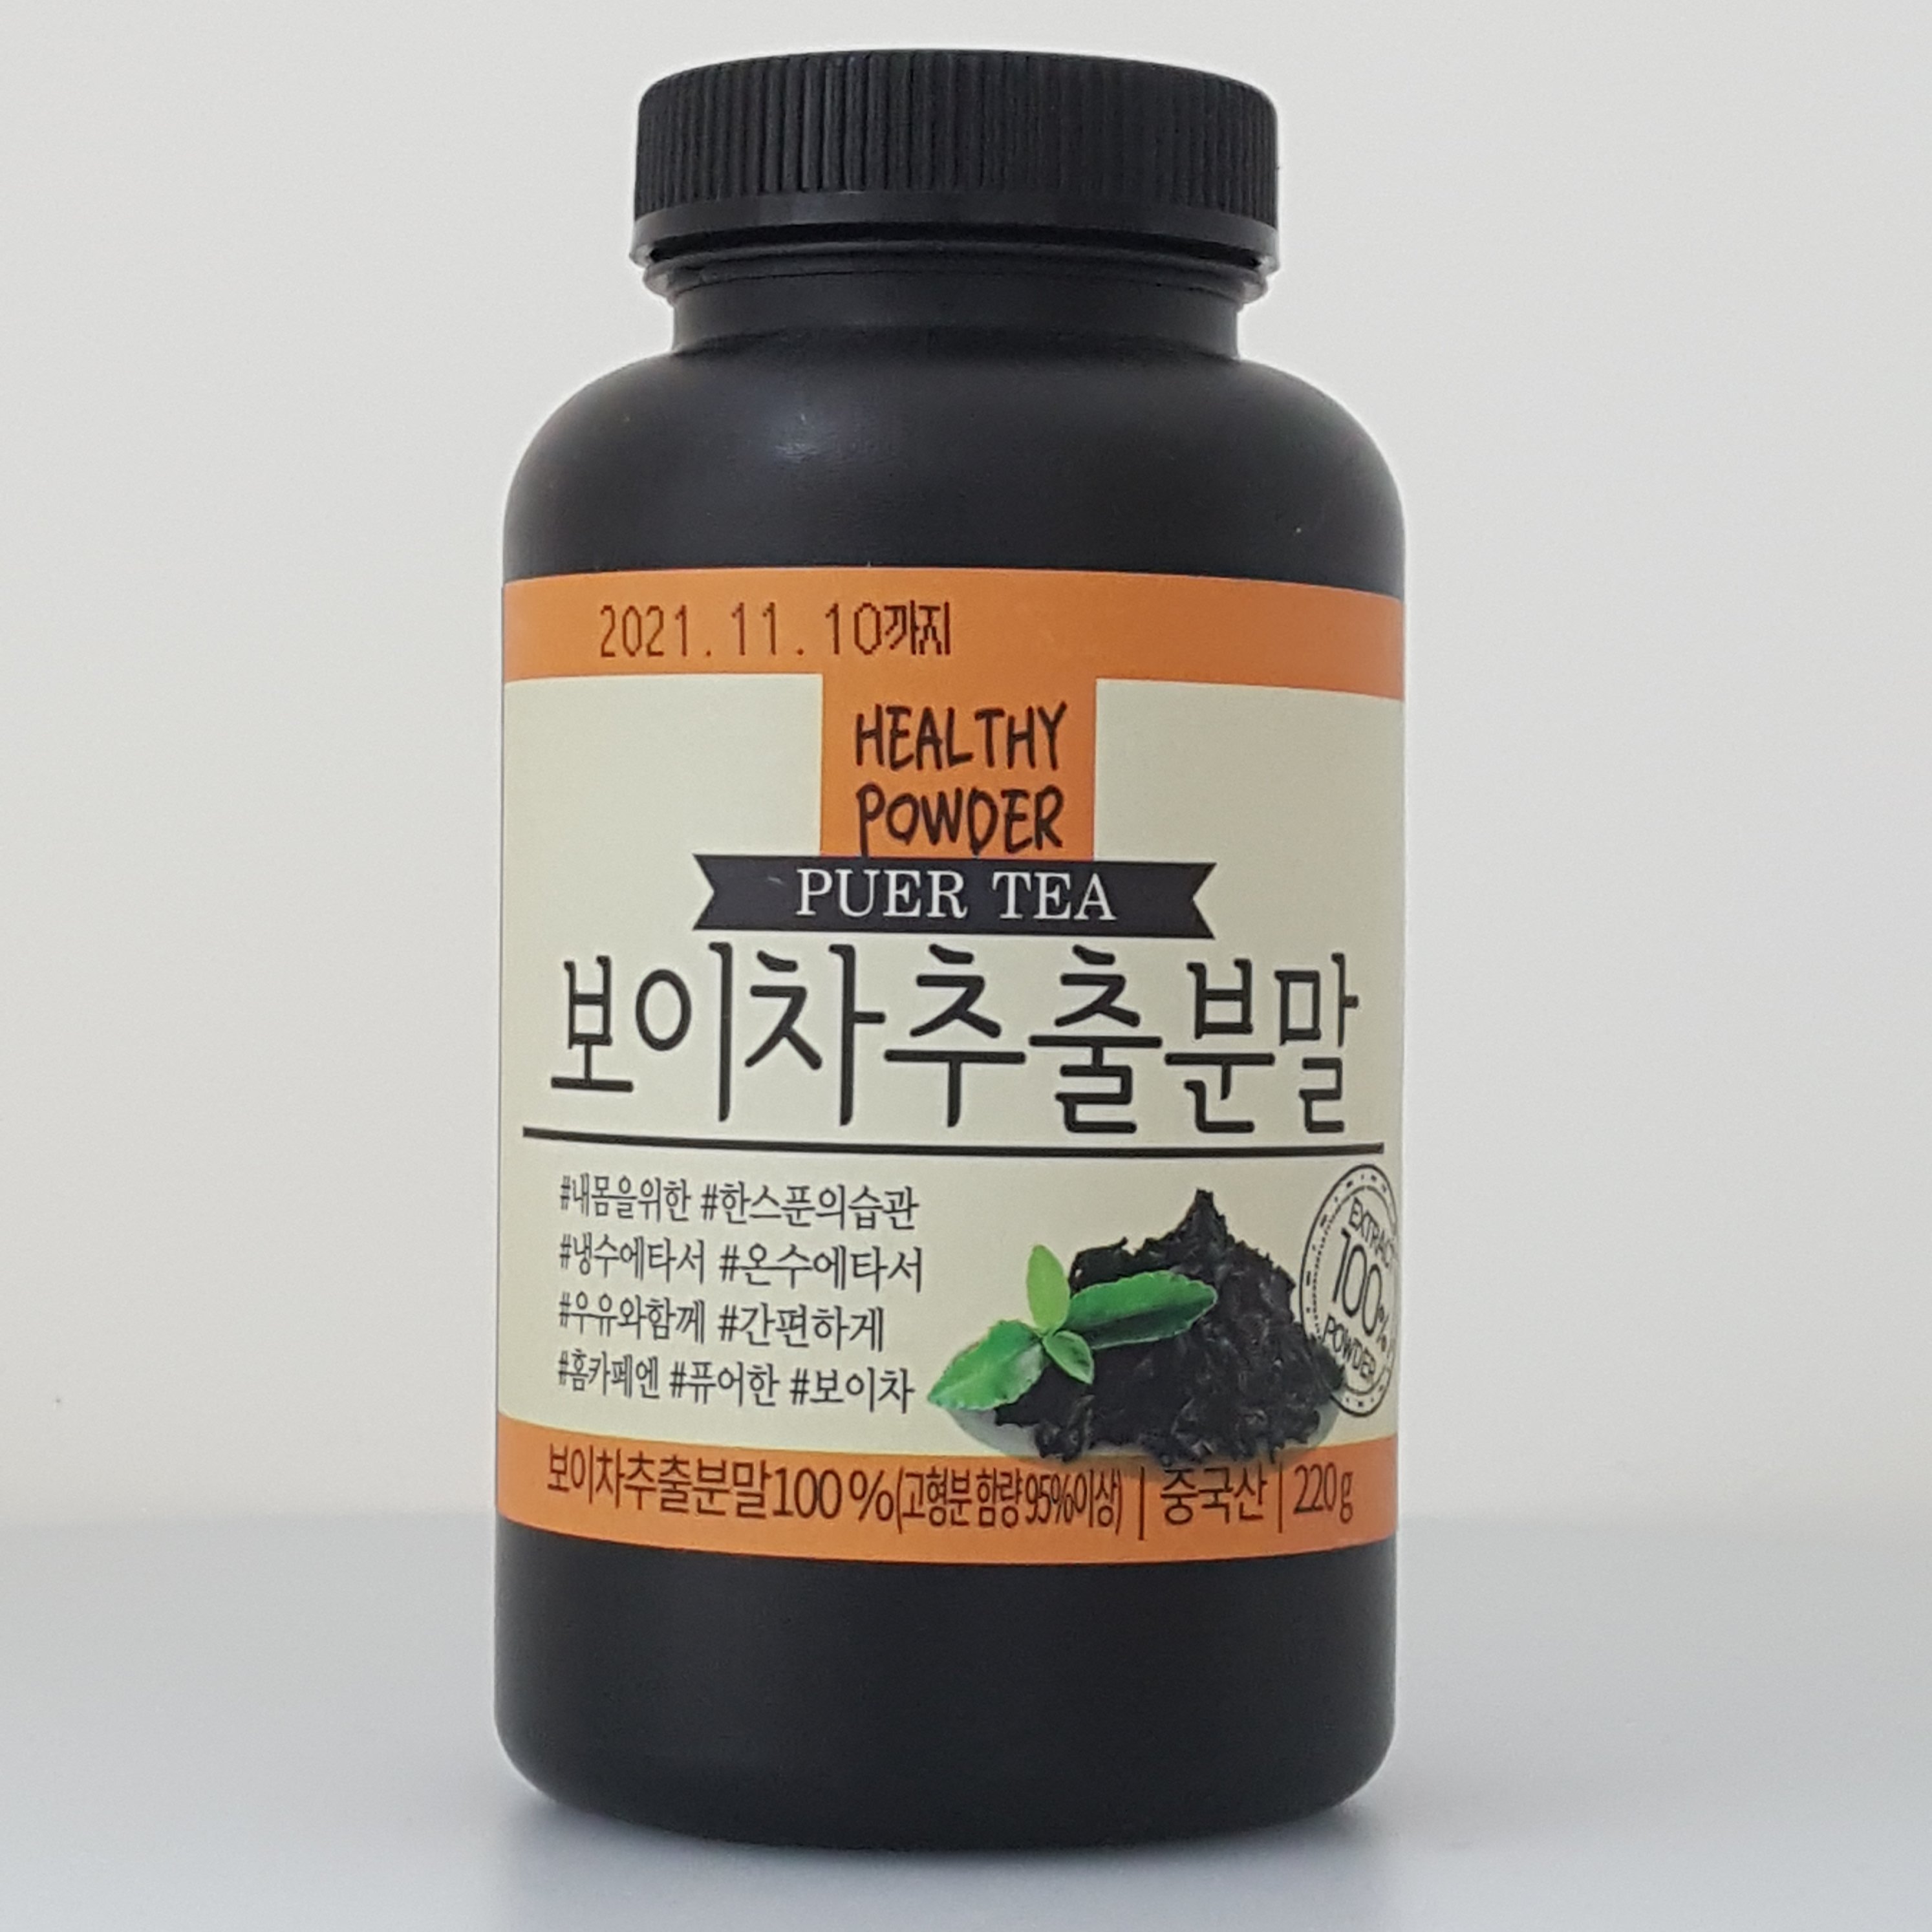 2021.11.10까지
HEALTHY
POWDER
PUER TEA
보이차추출분말
#내몸을위한 #한스푼의습관
#냉수에타서 #온수에타서
#우유와함께 #간편하게
#홈카페엔 #퓨어한 #보이차
EXTRACT
100%
POWDER
보이차추출분말100%(고형분 함량 95%이상) | 중국산 | 220g